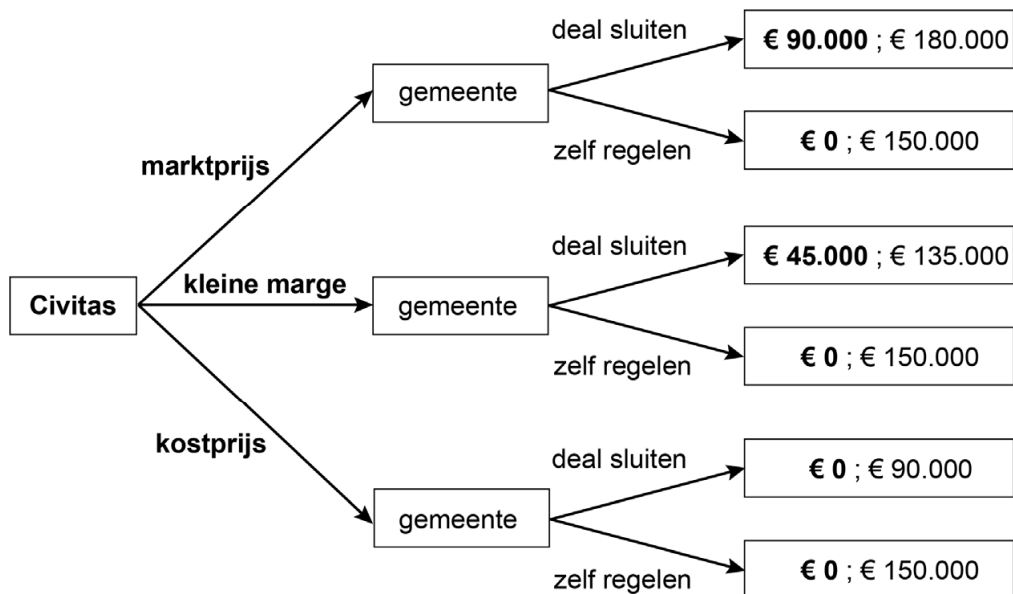 deal sluiten
€ 90.000 ; € 180.000
gemeente
zelf regelen
€ 0 ; € 150.000
marktprijs
deal sluiten
€ 45.000 ; € 135.000
Civitas
kleine marge
gemeente
zelf regelen
€ 0 ; € 150.000
kostprijs
deal sluiten
€ 0 ; € 90.000
gemeente
zelf regelen
€ 0 ; € 150.000